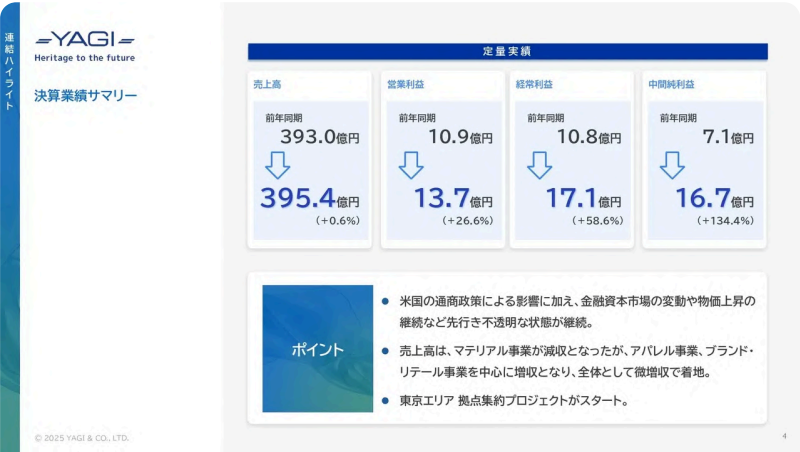 連結ハイライト
YAGI
Heritage to the future
決算業績サマリー
定量実績
売上高
前年同期
393.0億円
395.4億円
(+0.6%)
営業利益
前年同期
10.9億円
13.7億円
(+26.6%)
経常利益
前年同期
10.8億円
17.1億円
(+58.6%)
中間純利益
前年同期
7.1億円
16.7億円
(+134.4%)
ポイント
● 米国の通商政策による影響に加え、金融資本市場の変動や物価上昇の
継続など先行き不透明な状態が継続。
● 売上高は、マテリアル事業が減収となったが、アパレル事業、ブランド・
リテール事業を中心に増収となり、全体として微増収で着地。
● 東京エリア 拠点集約プロジェクトがスタート。
© 2025 YAGI & CO., LTD.
4